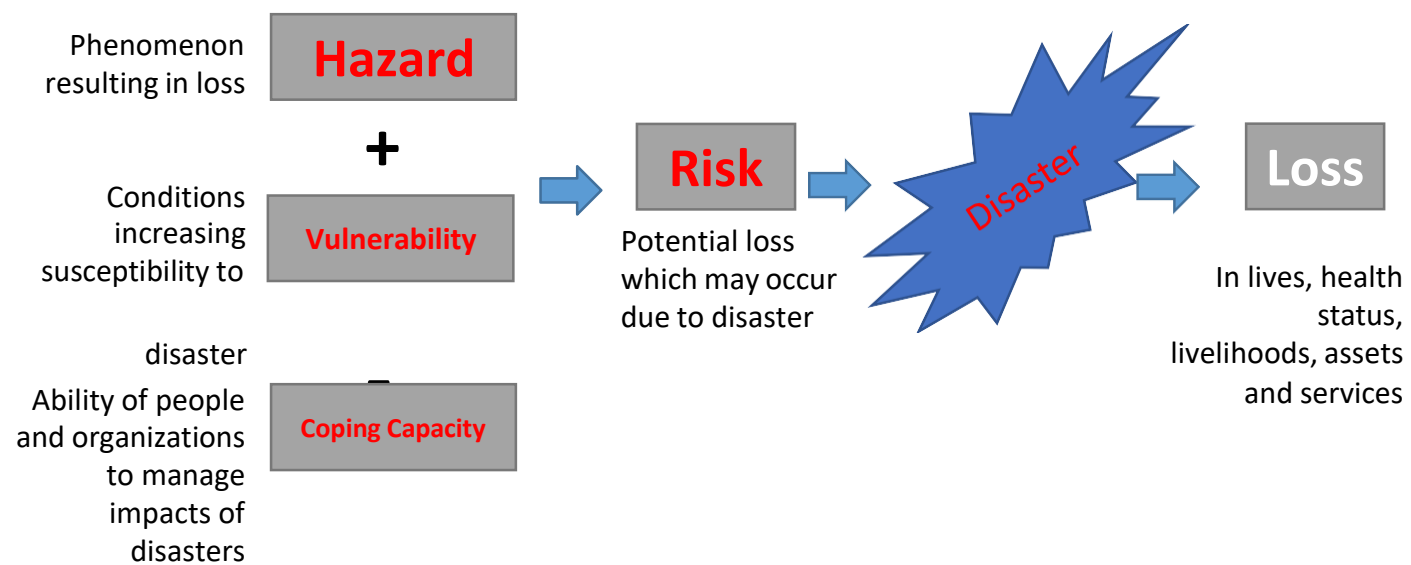 Phenomenon
resulting in loss
Hazard
+
Conditions
increasing
susceptibility to
disaster
Vulnerability
-
Ability of people
and organizations
to manage
impacts of
disasters
Coping Capacity
Risk
Potential loss
which may occur
due to disaster
Disaster
Loss
In lives, health
status,
livelihoods, assets
and services